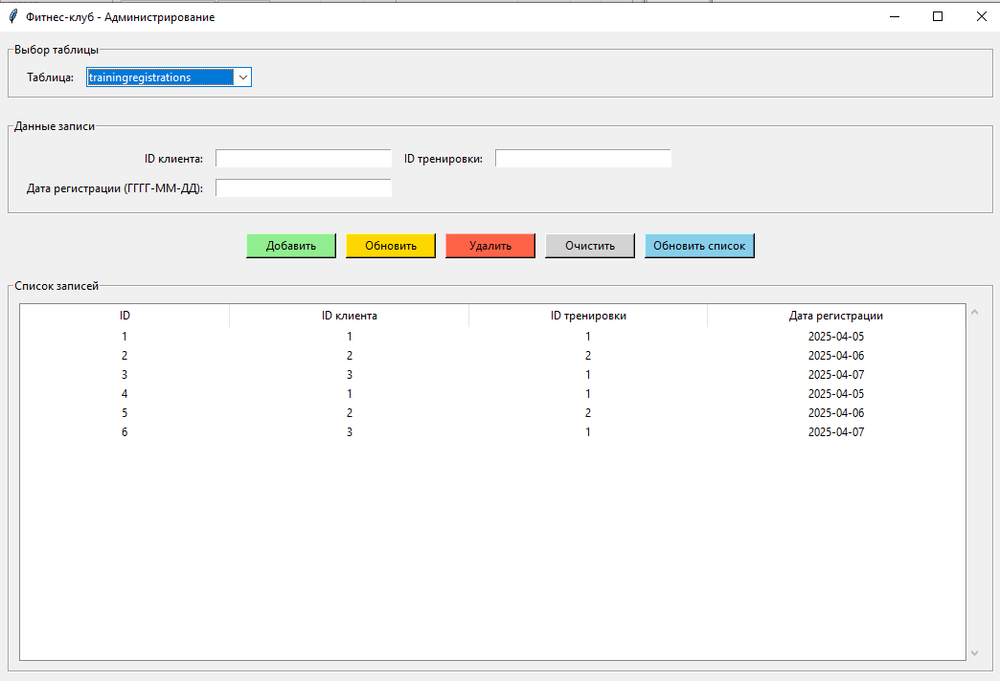 Фитнес-клуб - Администрирование
Выбор таблицы
Таблица: trainingregistrations
Данные записи
ID клиента: ID тренировки:
Дата регистрации (ГГГГ-ММ-ДД):
Добавить Обновить Удалить Очистить Обновить список
Список записей
ID ID клиента ID тренировки Дата регистрации
1 1 1 2025-04-05
2 2 2 2025-04-06
3 3 1 2025-04-07
4 1 1 2025-04-05
5 2 2 2025-04-06
6 3 1 2025-04-07